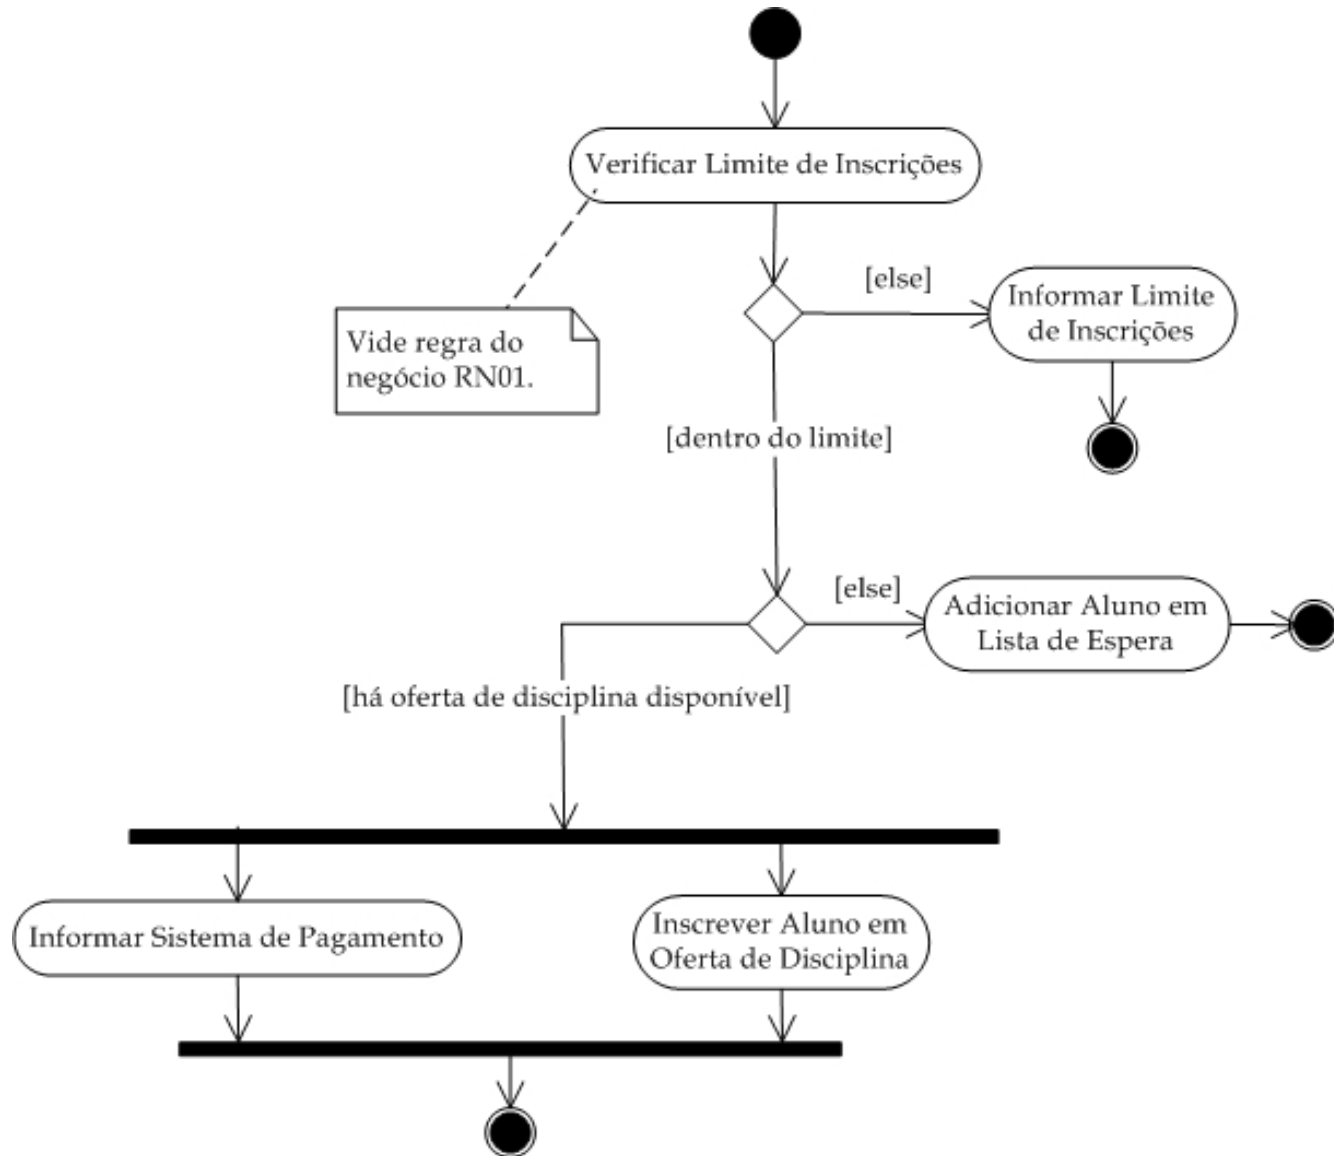 Verificar Limite de Inscrições
[else]
Informar Limite
de Inscrições
Vide regra do
negócio RN01.
[dentro do limite]
[else]
Adicionar Aluno em
Lista de Espera
[há oferta de disciplina disponível]
Informar Sistema de Pagamento
Inscrever Aluno em
Oferta de Disciplina